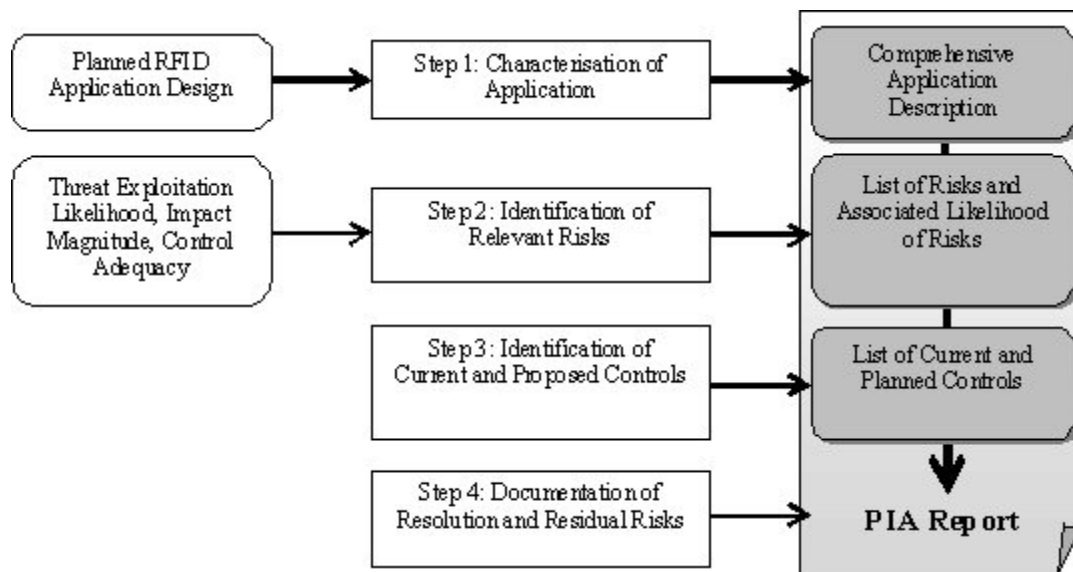 Planned RFID
Application Design
Step 1: Characterisation of
Application
Comprehensive
Application
Description
Threat Exploitation
Likelihood, Impact
Magnitude, Control
Adequacy
Step 2: Identification of
Relevant Risks
List of Risks and
Associated Likelihood
of Risks
Step 3: Identification of
Current and Proposed Controls
List of Current and
Planned Controls
Step 4: Documentation of
Resolution and Residual Risks
PIA Report